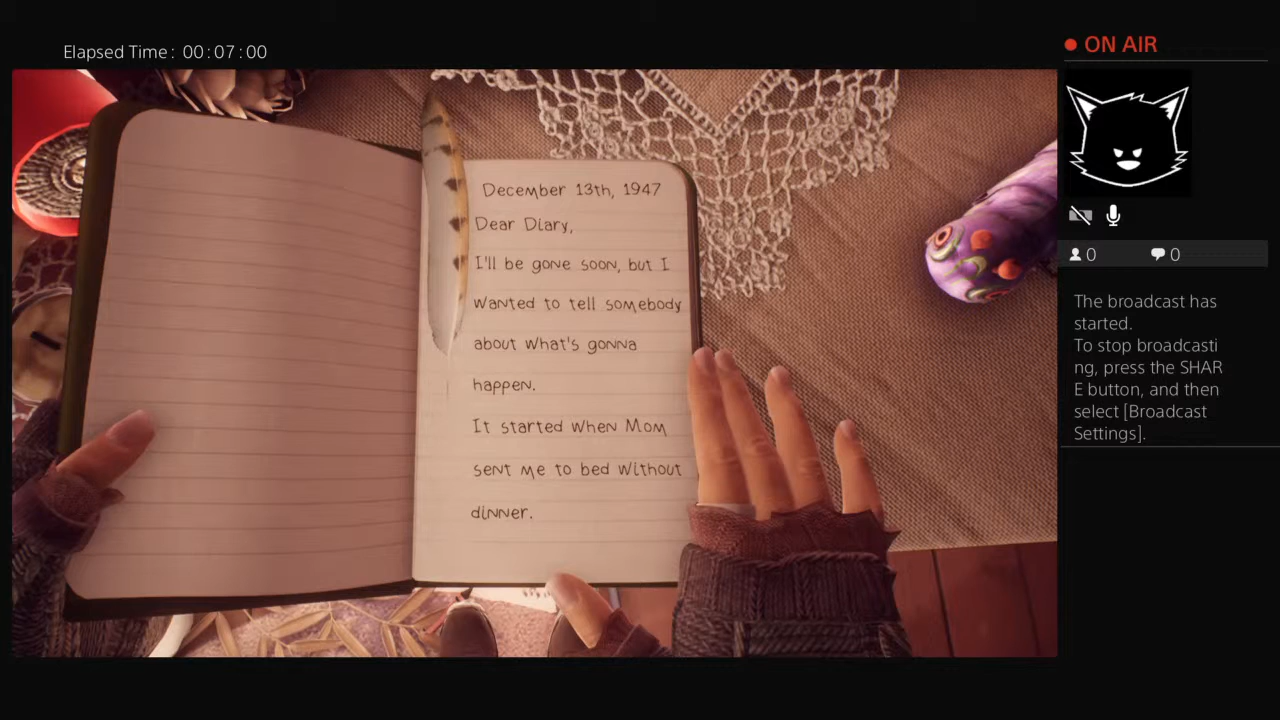 Elapsed Time: 00:07:00
ON AIR
December 13th, 1947
Dear Diary,
I'll be gone soon, but I
wanted to tell somebody
about what's gonna
happen.
It started when Mom
sent me to bed without
dinner.
0
0
The broadcast has
started.
To stop broadcasti
ng, press the SHAR
E button, and then
select [Broadcast
Settings].